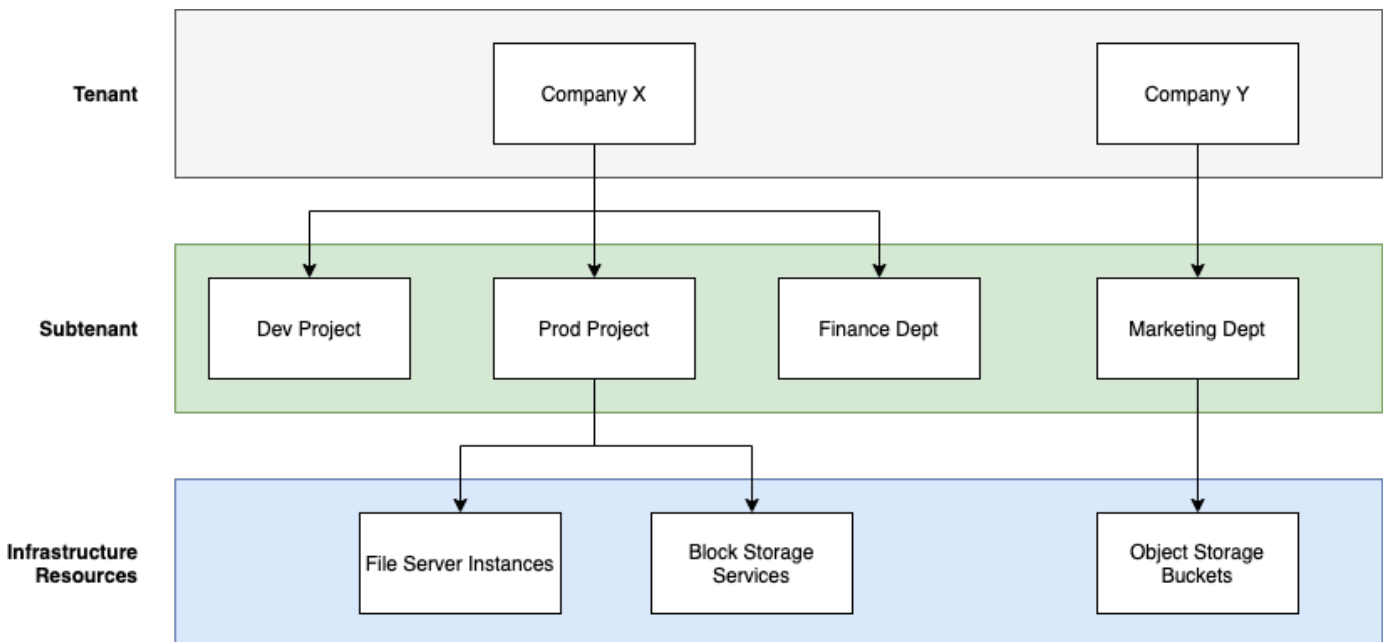 Tenant
Company X
Company Y
Subtenant
Dev Project
Prod Project
Finance Dept
Marketing Dept
Infrastructure
Resources
File Server Instances
Block Storage
Services
Object Storage
Buckets